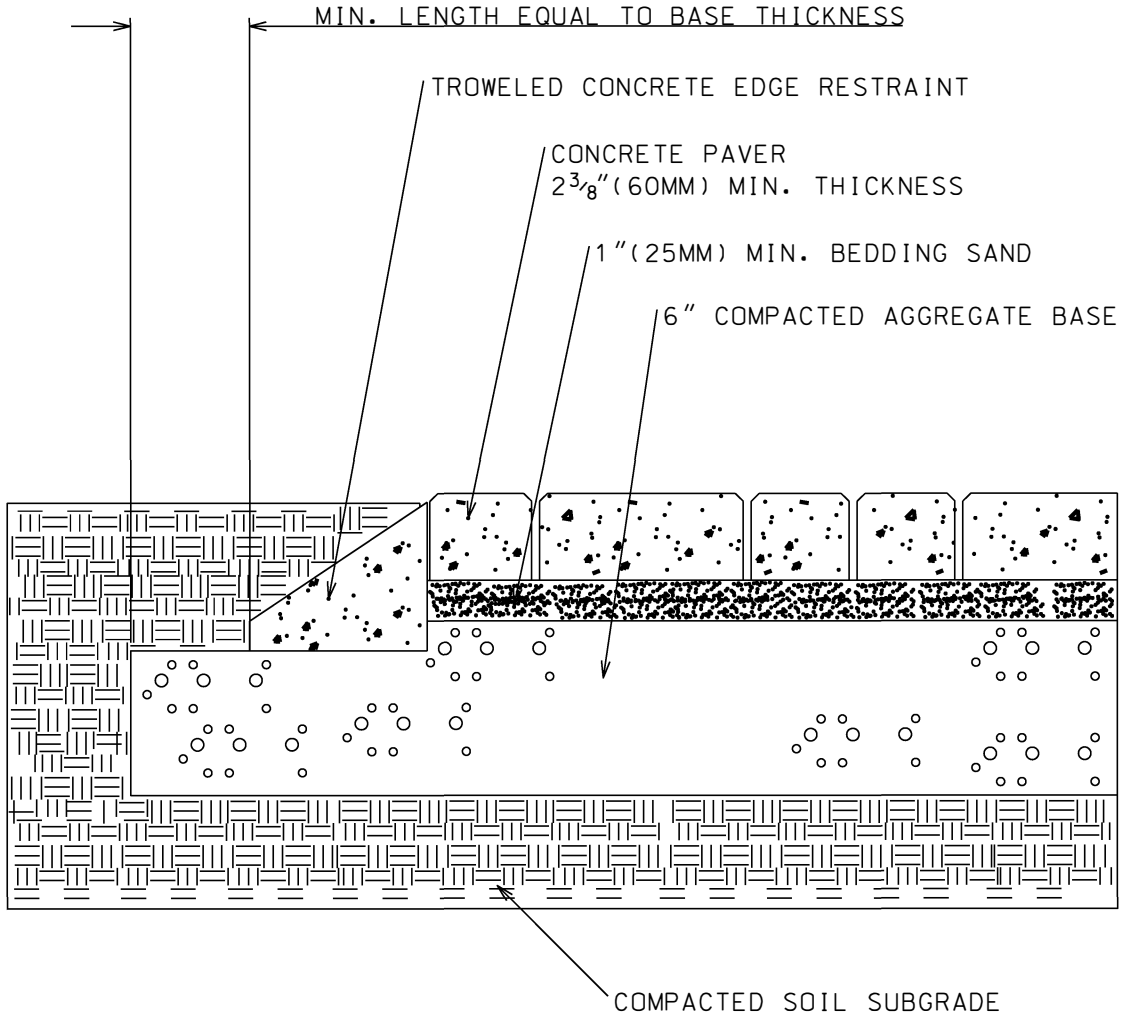 MIN. LENGTH EQUAL TO BASE THICKNESS
TROWELED CONCRETE EDGE RESTRAINT
CONCRETE PAVER
2 3/8"(60MM) MIN. THICKNESS
1"(25MM) MIN. BEDDING SAND
6" COMPACTED AGGREGATE BASE
COMPACTED SOIL SUBGRADE